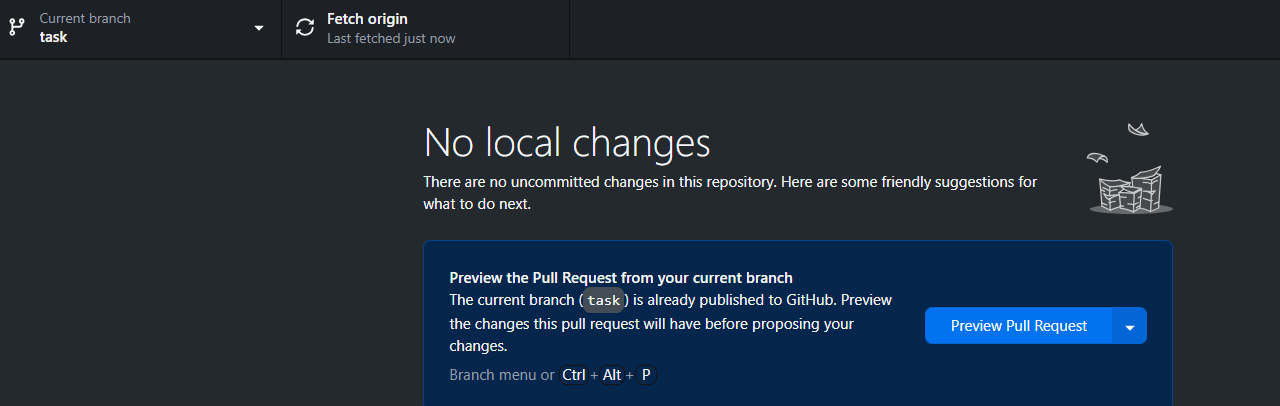 Current branch
task
Fetch origin
Last fetched just now
No local changes
There are no uncommitted changes in this repository. Here are some friendly suggestions for
what to do next.
Preview the Pull Request from your current branch
The current branch (task) is already published to GitHub. Preview
the changes this pull request will have before proposing your
changes.
Branch menu or Ctrl + Alt + P
Preview Pull Request